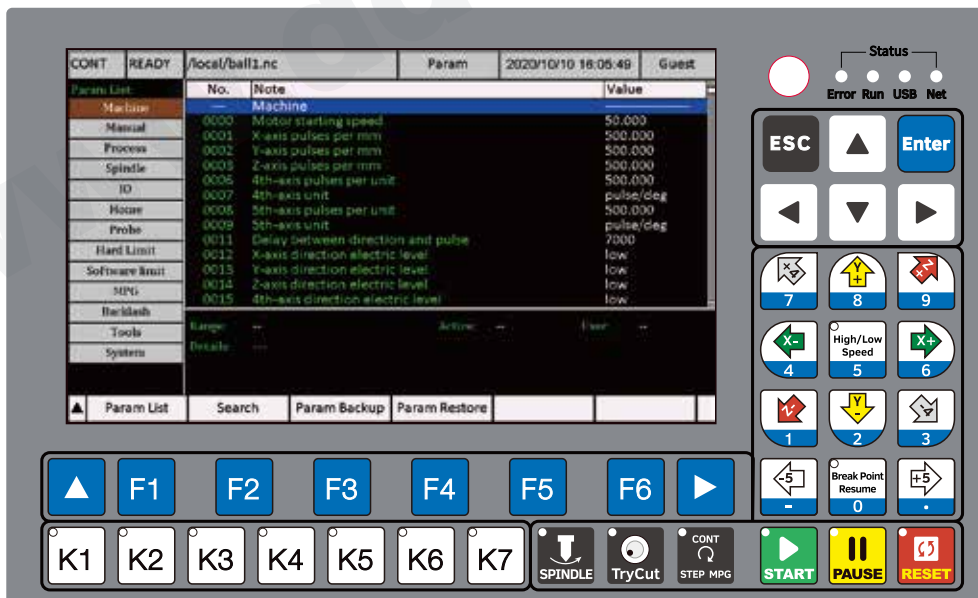 CONT READY /local/ball1.nc Param 2020/10/10 16:05:49 Guest
Param List No. Note Value
Machine
Manual
Process
Spindle
IO
Home
Probe
Hard Limit
Software limit
MPG
Backlash
Tools
System
— Machine
0000 Motor starting speed 50.000
0001 X-axis pulses per mm 500.000
0002 Y-axis pulses per mm 500.000
0003 Z-axis pulses per mm 500.000
0006 4th-axis pulses per unit 500.000
0007 4th-axis unit pulse/deg
0008 5th-axis pulses per unit 500.000
0009 5th-axis unit pulse/deg
0011 Delay between direction and pulse 7000
0012 X-axis direction electric level low
0013 Y-axis direction electric level low
0014 Z-axis direction electric level low
0015 4th-axis direction electric level low
Range: -- Active: -- User: --
Details: ---
▲ Param List Search Param Backup Param Restore
Status
Error Run USB Net
ESC Enter
7 Y+ 8 9
X- 4 High/Low Speed 5 X+ 6
Z- 1 Y- 2 3
-5 - Break Point Resume 0 +5 .
F1 F2 F3 F4 F5 F6
K1 K2 K3 K4 K5 K6 K7
SPINDLE TryCut CONT STEP MPG
START PAUSE RESET